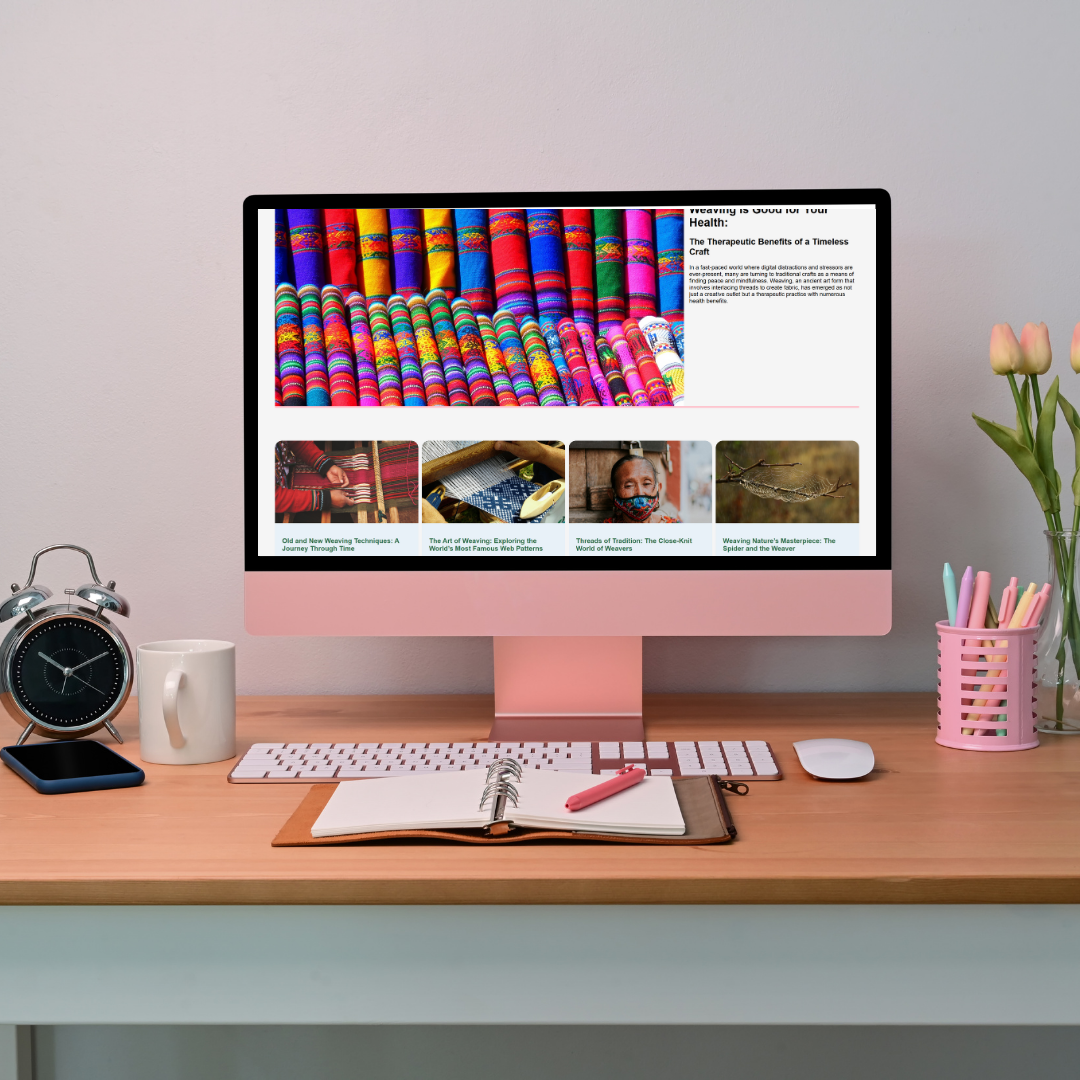 Weaving is Good for Your
Health:
The Therapeutic Benefits of a Timeless
Craft
In a fast-paced world where digital distractions and stressors are
ever-present, many are turning to traditional crafts as a means of
finding peace and mindfulness. Weaving, an ancient art form that
involves interlacing threads to create fabric, has emerged as not
just a creative outlet but a therapeutic practice with numerous
health benefits.
Old and New Weaving Techniques: A
Journey Through Time
The Art of Weaving: Exploring the
World's Most Famous Web Patterns
Threads of Tradition: The Close-Knit
World of Weavers
Weaving Nature's Masterpiece: The
Spider and the Weaver